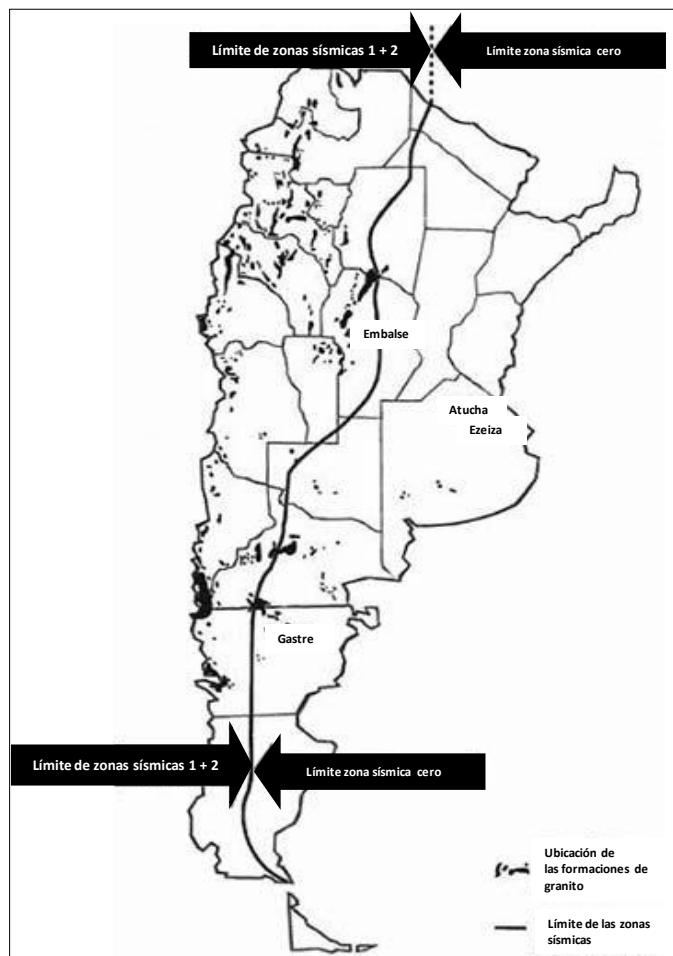 Límite de zonas sísmicas 1 + 2
Límite zona sísmica cero
Embalse
Atucha
Ezeiza
Gastre
Límite de zonas sísmicas 1 + 2
Límite zona sísmica cero
Ubicación de
las formaciones de
granito
Límite de las zonas
sísmicas